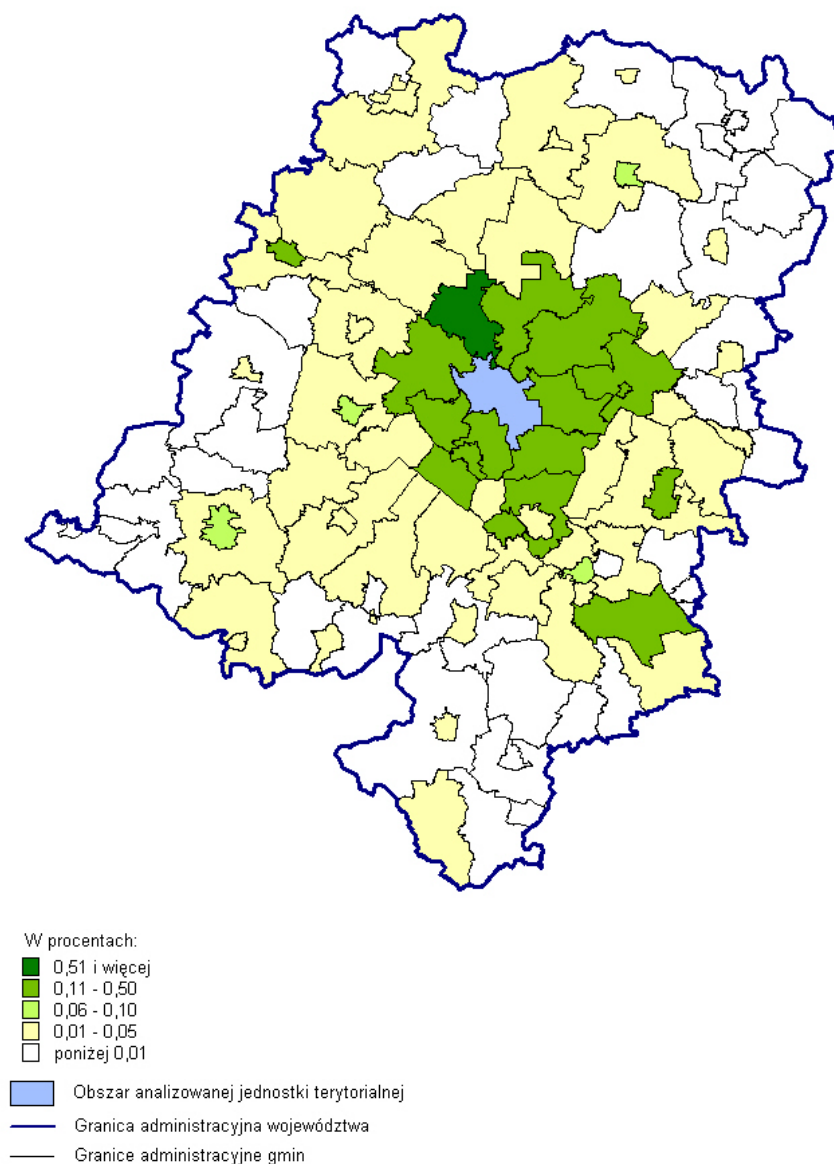 W procentach:
0,51 i więcej
0,11 - 0,50
0,06 - 0,10
0,01 - 0,05
poniżej 0,01
Obszar analizowanej jednostki terytorialnej
Granica administracyjna województwa
Granice administracyjne gmin